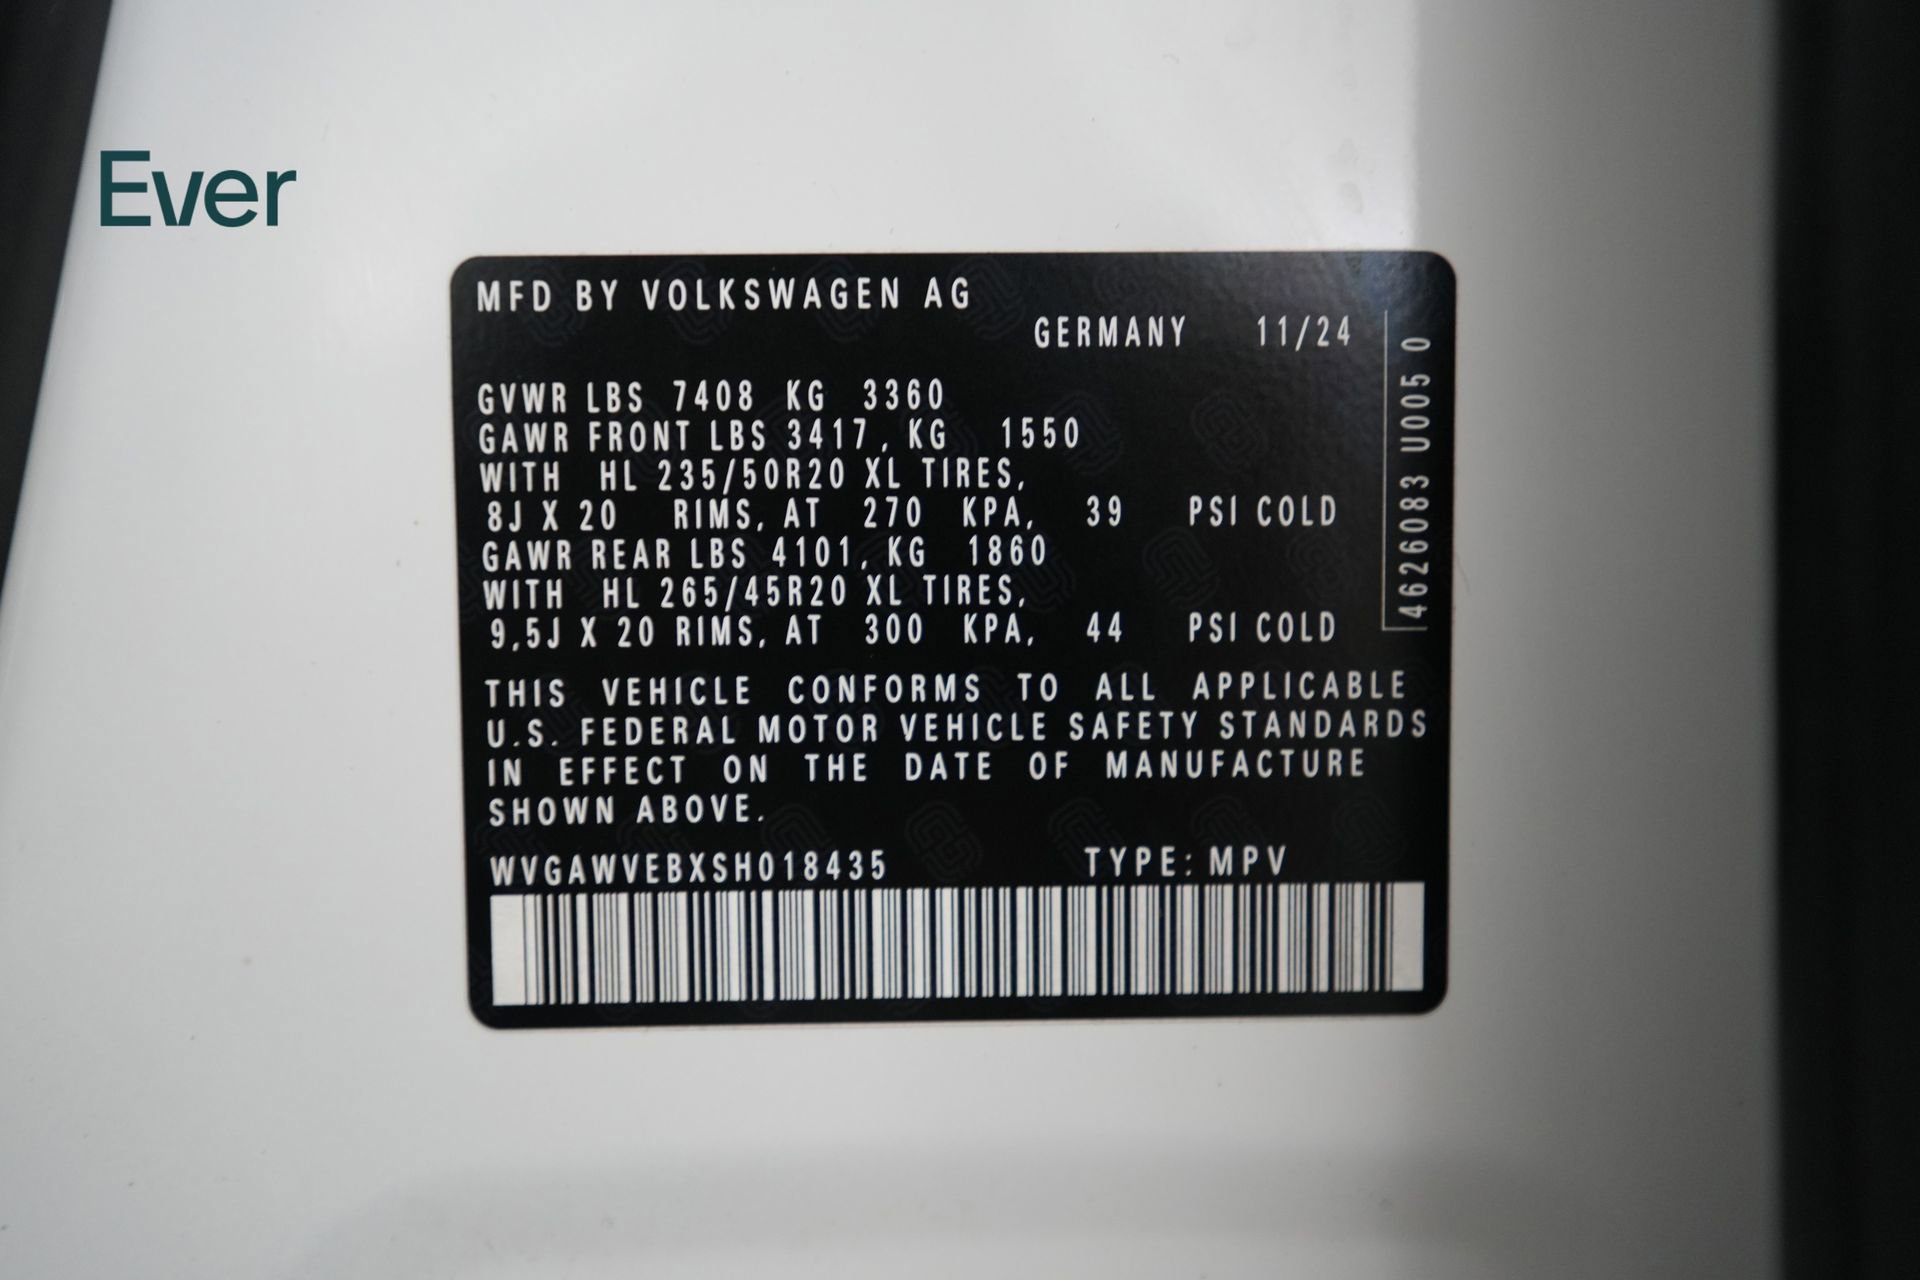 Ever
MFD BY VOLKSWAGEN AG
GERMANY 11/24
GVWR LBS 7408 KG 3360
GAWR FRONT LBS 3417, KG 1550
WITH HL 235/50R20 XL TIRES,
8J X 20 RIMS, AT 270 KPA, 39 PSI COLD
GAWR REAR LBS 4101, KG 1860
WITH HL 265/45R20 XL TIRES,
9,5J X 20 RIMS, AT 300 KPA, 44 PSI COLD
4626083 U005 0
THIS VEHICLE CONFORMS TO ALL APPLICABLE
U.S. FEDERAL MOTOR VEHICLE SAFETY STANDARDS
IN EFFECT ON THE DATE OF MANUFACTURE
SHOWN ABOVE.
WVGAWVEBXSH018435 TYPE: MPV